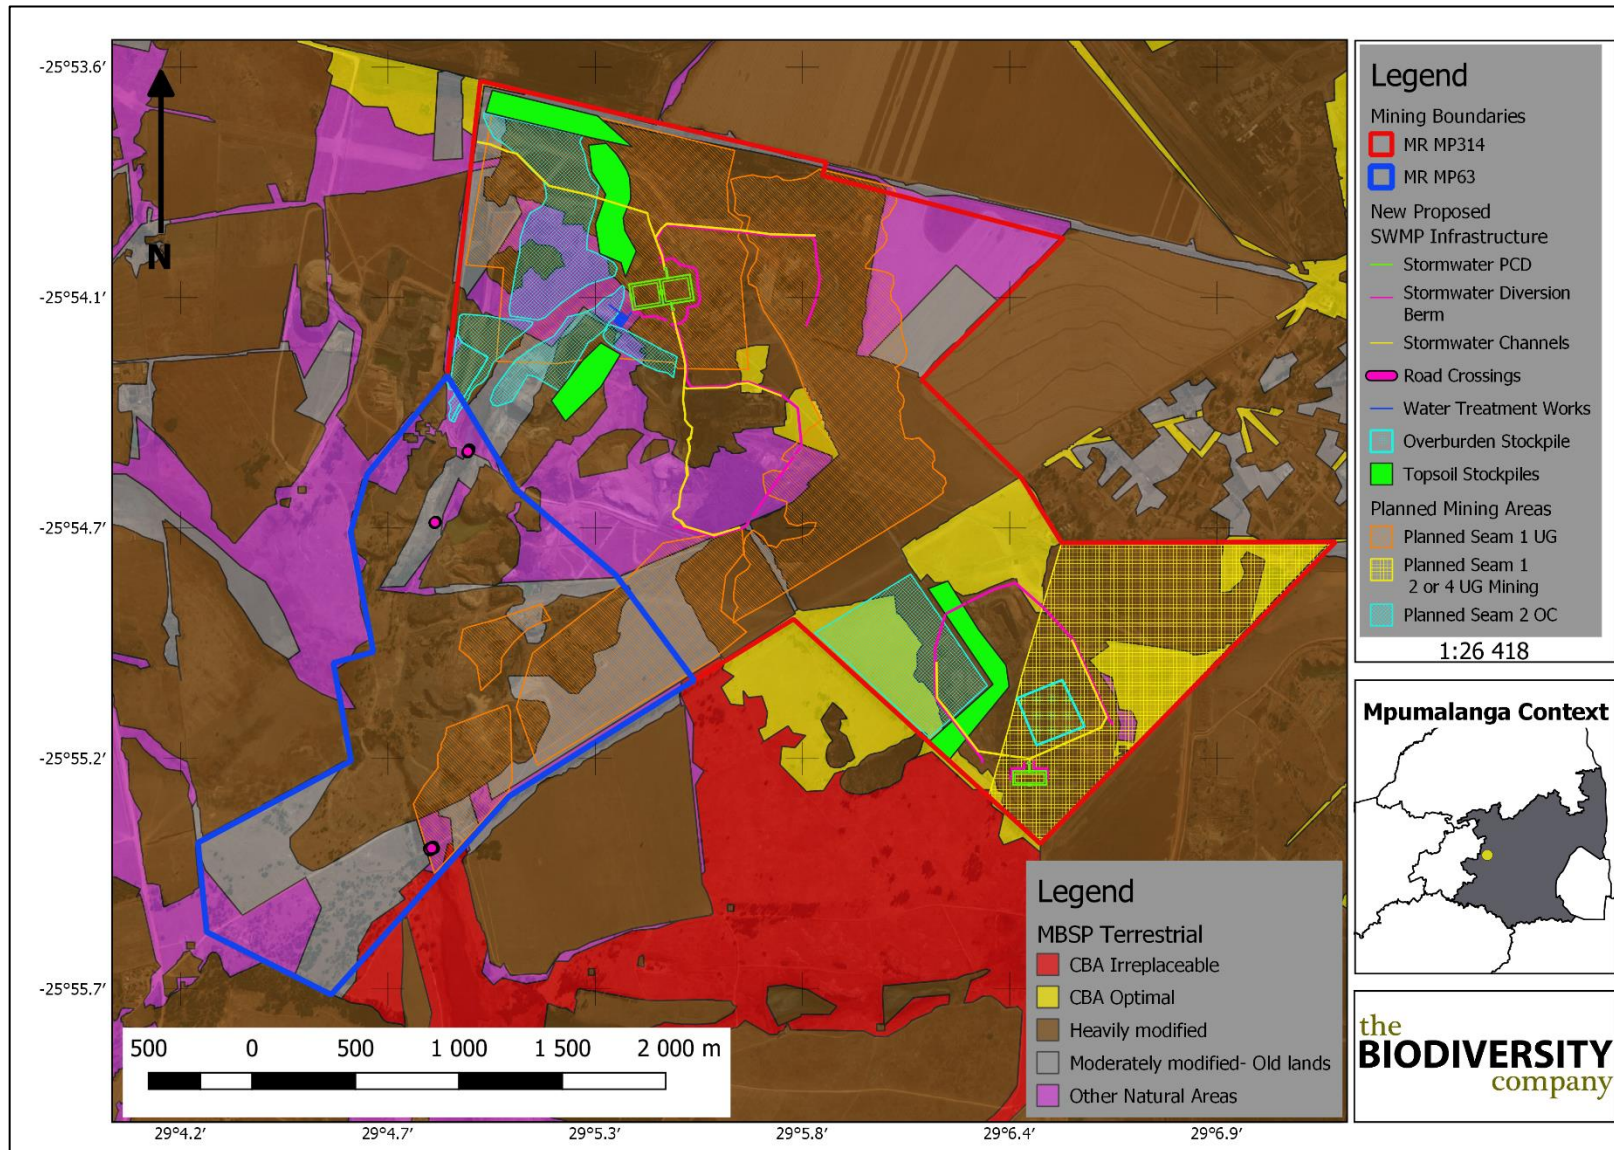 -25°53.6′
-25°54.1′
-25°54.7′
-25°55.2′
-25°55.7′
N
500 0 500 1 000 1 500 2 000 m
29°4.2′ 29°4.7′ 29°5.3′ 29°5.8′ 29°6.4′ 29°6.9′
Legend
MBSP Terrestrial
CBA Irreplaceable
CBA Optimal
Heavily modified
Moderately modified- Old lands
Other Natural Areas
Legend
Mining Boundaries
MR MP314
MR MP63
New Proposed
SWMP Infrastructure
Stormwater PCD
Stormwater Diversion
Berm
Stormwater Channels
Road Crossings
Water Treatment Works
Overburden Stockpile
Topsoil Stockpiles
Planned Mining Areas
Planned Seam 1 UG
Planned Seam 1
2 or 4 UG Mining
Planned Seam 2 OC
1:26 418
Mpumalanga Context
the
BIODIVERSITY
company